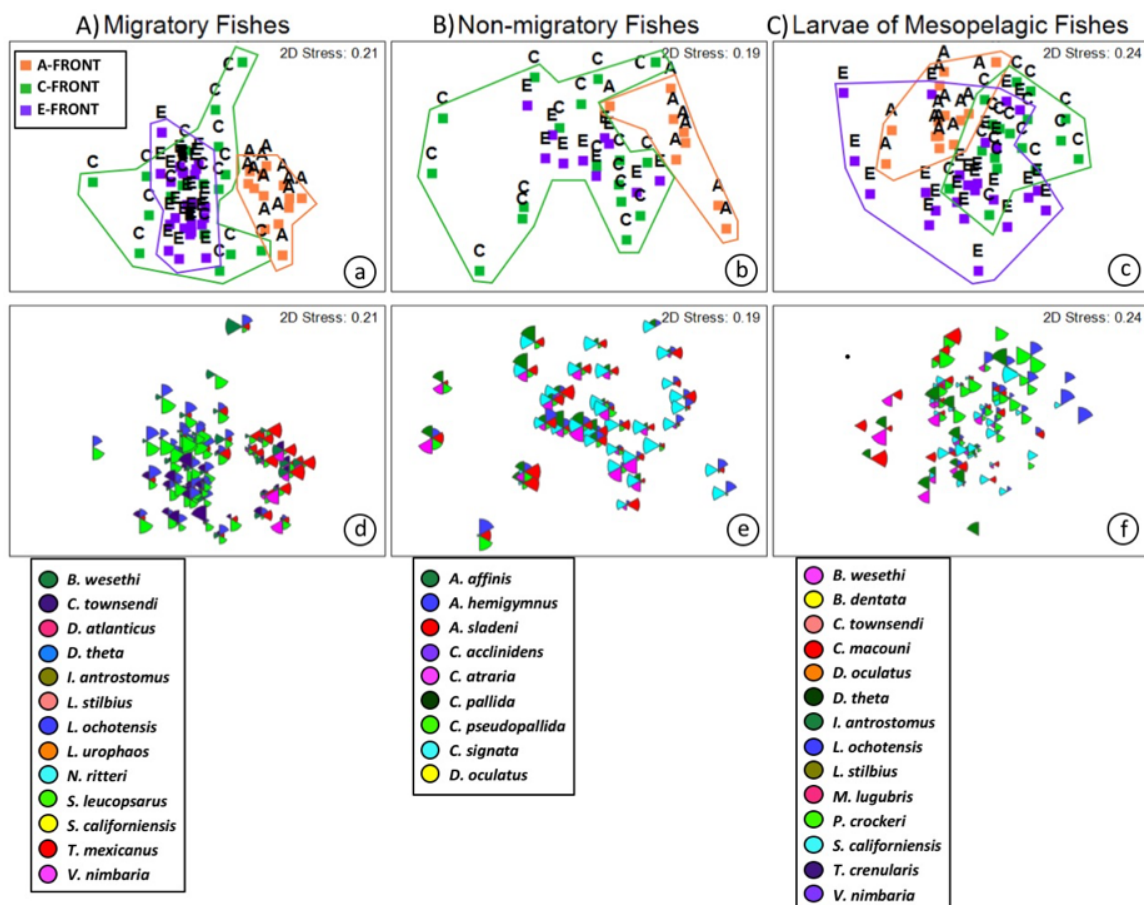 A) Migratory Fishes
B) Non-migratory Fishes
C) Larvae of Mesopelagic Fishes
2D Stress: 0.21
A-FRONT
C-FRONT
E-FRONT
a
2D Stress: 0.19
b
2D Stress: 0.24
c
2D Stress: 0.21
d
2D Stress: 0.19
e
2D Stress: 0.24
f
B. wesethi
C. townsendi
D. atlanticus
D. theta
I. antrostomus
L. stilbius
L. ochotensis
L. urophaos
N. ritteri
S. leucopsarus
S. californiensis
T. mexicanus
V. nimbaria
A. affinis
A. hemigymnus
A. sladeni
C. acclinidens
C. atraria
C. pallida
C. pseudopallida
C. signata
D. oculatus
B. wesethi
B. dentata
C. townsendi
C. macouni
D. oculatus
D. theta
I. antrostomus
L. ochotensis
L. stilbius
M. lugubris
P. crockeri
S. californiensis
T. crenularis
V. nimbaria